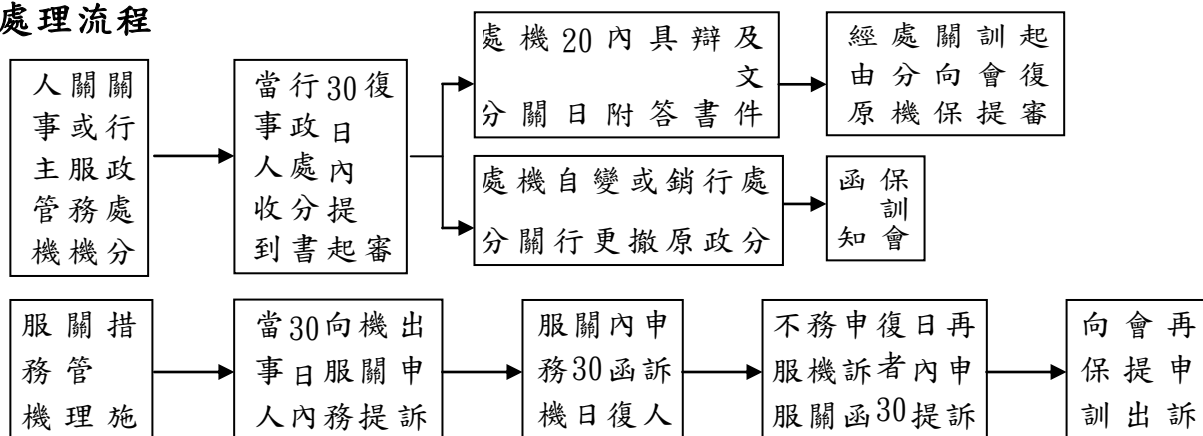 處理流程
人事主管機
關或服務機
關行政處分
當事人收到
行政處分書
30日內提起
復審
處分
機關
20日
內附
具答
辯書
及文件
經由原
處分機
關向保
訓會提
起復審
處分
機關
自行
變更
或撤
銷原
行政
處分
函知
保訓會
服務機
關管理
措施
當事人
30日內
向服務
機關提
出申訴
服務機
關30日
內函復
申訴人
不服服
務機關
申訴函
復者30
日內提
再申訴
向保訓
會提出
再申訴